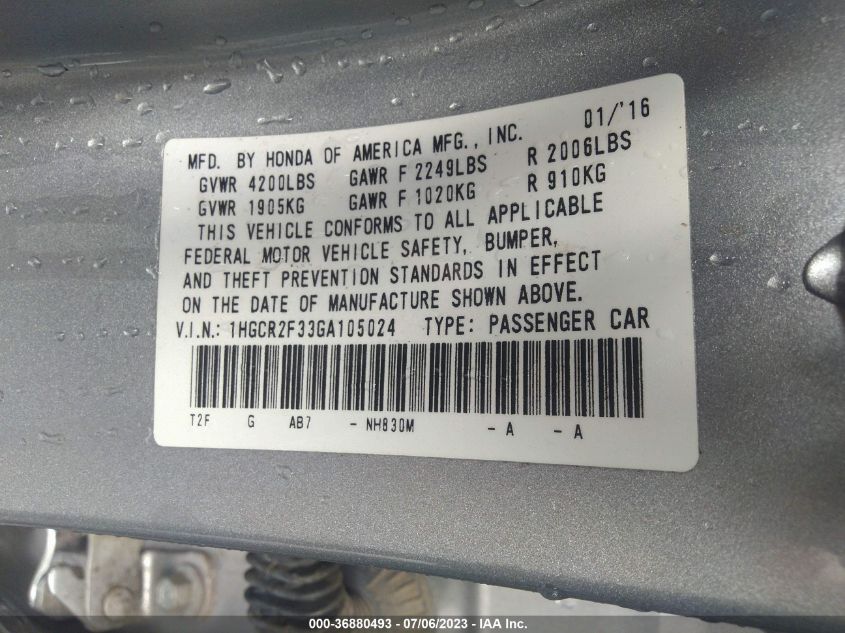 01/'16
MFD. BY HONDA OF AMERICA MFG., INC.
GVWR 4200LBS GAWR F 2249LBS R 2006LBS
GVWR 1905KG GAWR F 1020KG R 910KG
THIS VEHICLE CONFORMS TO ALL APPLICABLE
FEDERAL MOTOR VEHICLE SAFETY, BUMPER,
AND THEFT PREVENTION STANDARDS IN EFFECT
ON THE DATE OF MANUFACTURE SHOWN ABOVE.
V.I.N.: 1HGCR2F33GA105024 TYPE: PASSENGER CAR
T2F G AB7 - NH830M - A - A
000-36880493 - 07/06/2023 - IAA Inc.